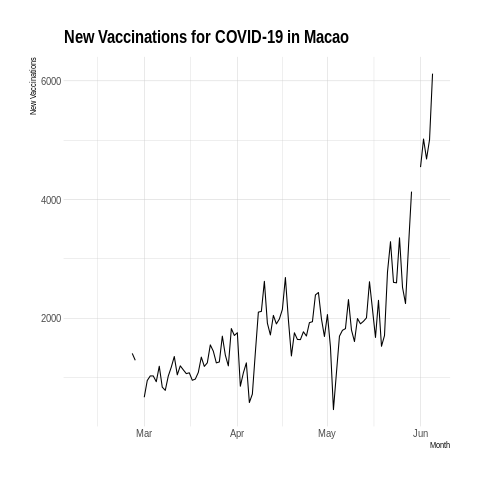 New Vaccinations for COVID-19 in Macao
New Vaccinations
6000
4000
2000
Mar
Apr
May
Jun
Month